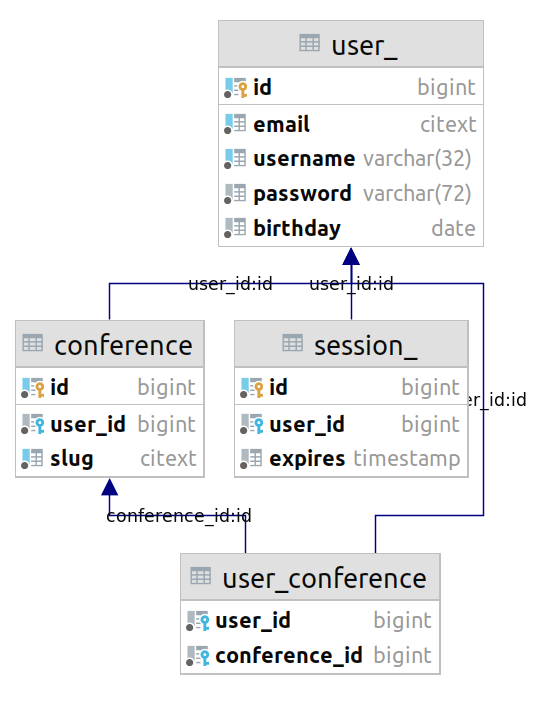 user_
id bigint
email citext
username varchar(32)
password varchar(72)
birthday date
user_id:id
user_id:id
conference
id bigint
user_id bigint
slug citext
session_
id bigint
user_id bigint
expires timestamp
er_id:id
conference_id:id
user_conference
user_id bigint
conference_id bigint